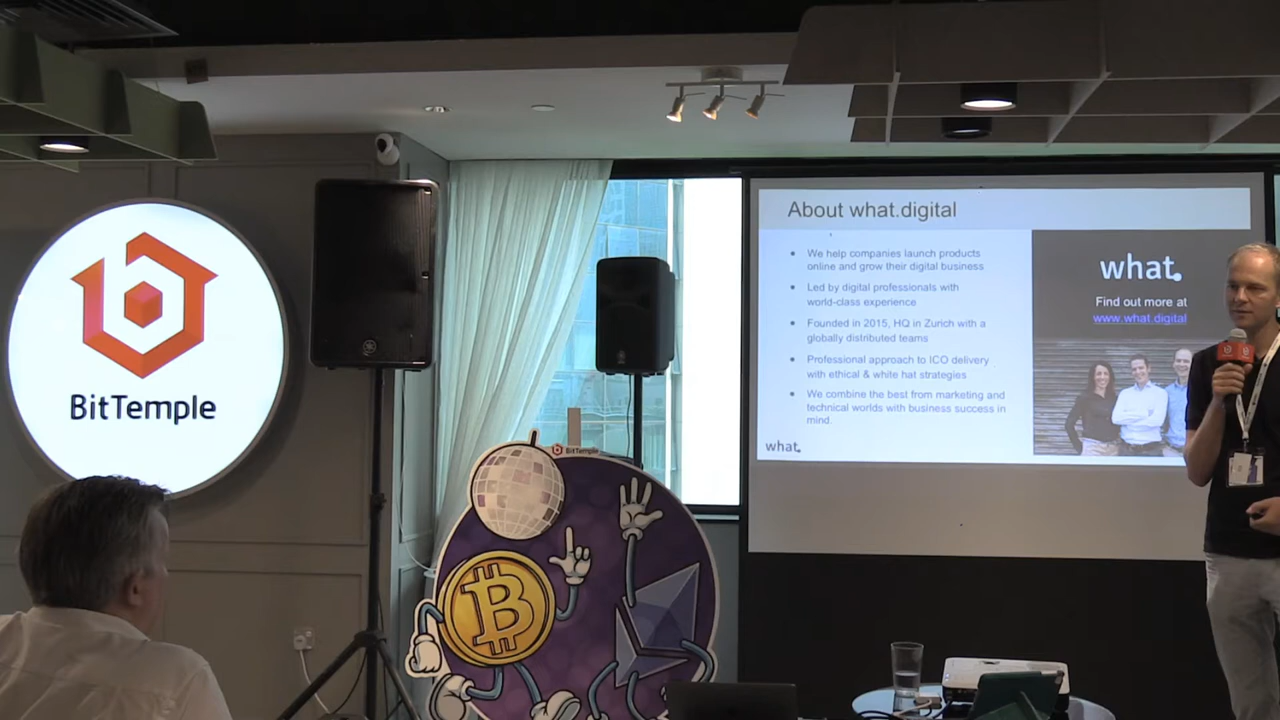 BitTemple
BitTemple
About what.digital
We help companies launch products
online and grow their digital business
Led by digital professionals with
world-class experience
Founded in 2015, HQ in Zurich with a
globally distributed teams
Professional approach to ICO delivery
with ethical & white hat strategies
We combine the best from marketing and
technical worlds with business success in
mind.
what.
what.
Find out more at
www.what.digital